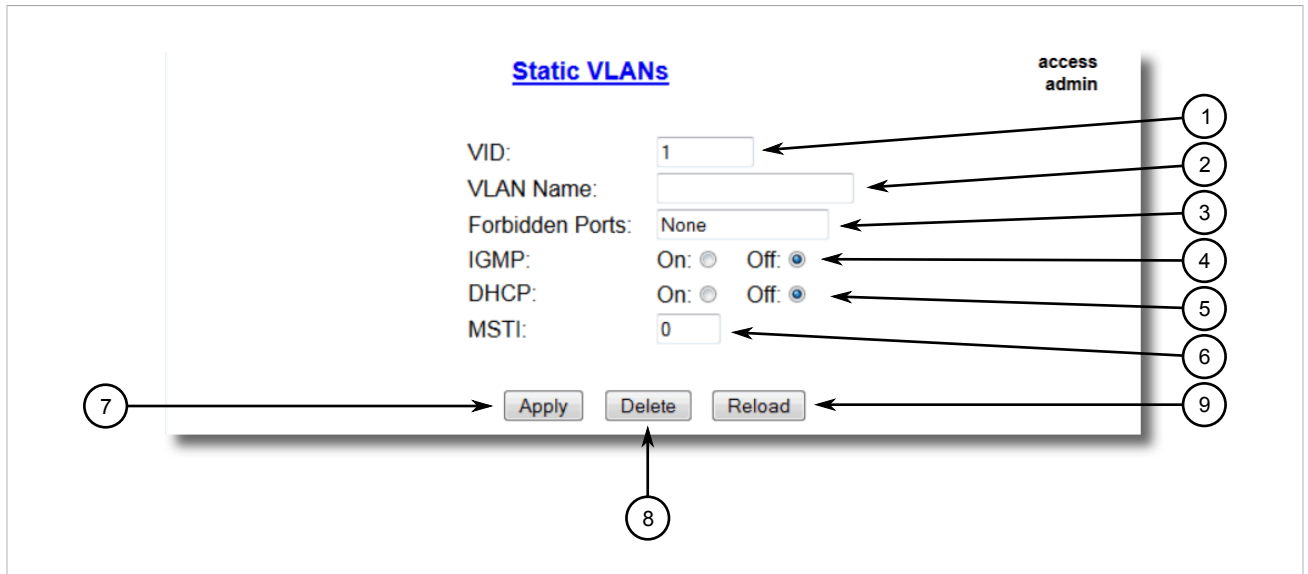 Static VLANs
access
admin
VID: 1
VLAN Name:
Forbidden Ports: None
IGMP: On: Off:
DHCP: On: Off:
MSTI: 0
Apply Delete Reload
1
2
3
4
5
6
7
9
8